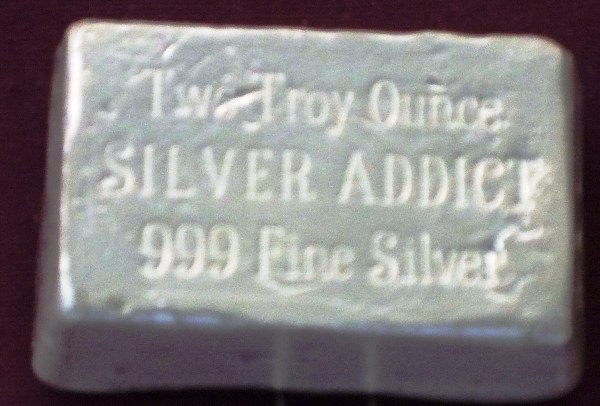 Two Troy Ounce
SILVER ADDICT
999 Fine Silver